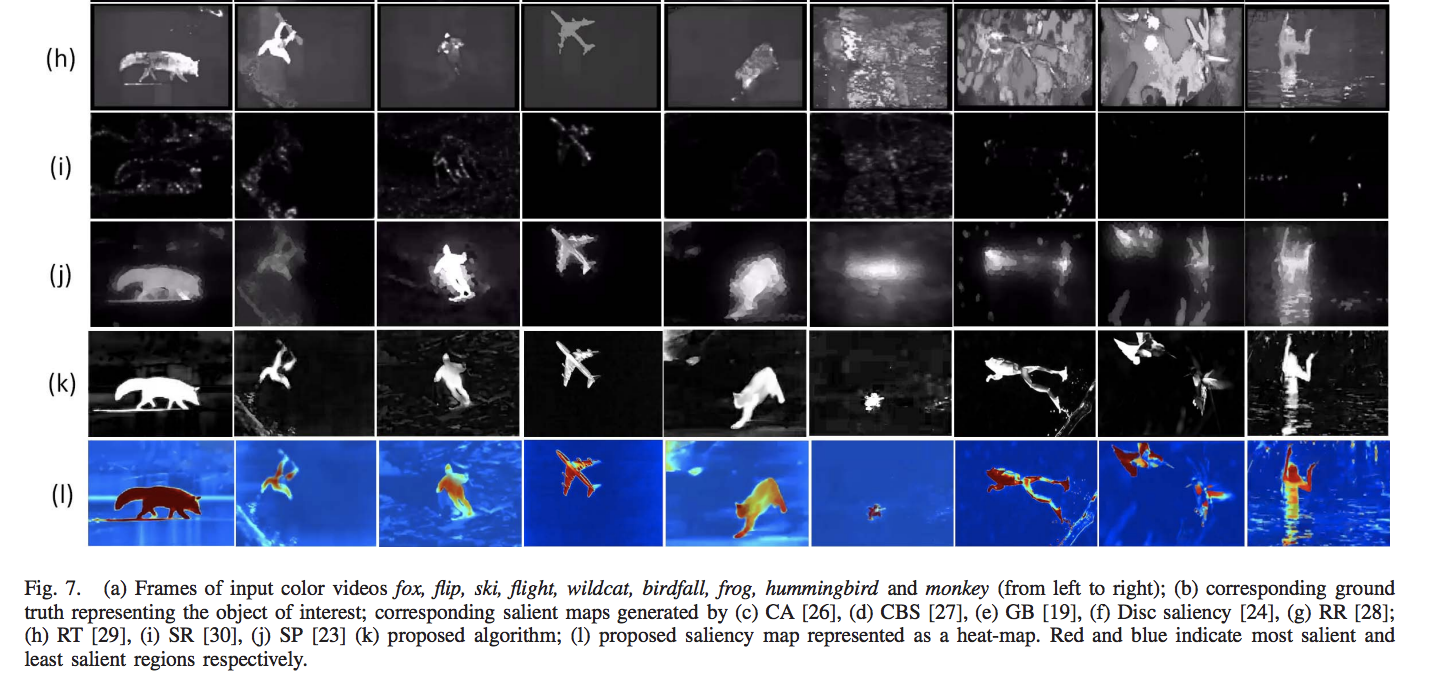 (h)
(i)
(j)
(k)
(l)
Fig. 7. (a) Frames of input color videos fox, flip, ski, flight, wildcat, birdfall, frog, hummingbird and monkey (from left to right); (b) corresponding ground
truth representing the object of interest; corresponding salient maps generated by (c) CA [26], (d) CBS [27], (e) GB [19], (f) Disc saliency [24], (g) RR [28];
(h) RT [29], (i) SR [30], (j) SP [23] (k) proposed algorithm; (l) proposed saliency map represented as a heat-map. Red and blue indicate most salient and
least salient regions respectively.